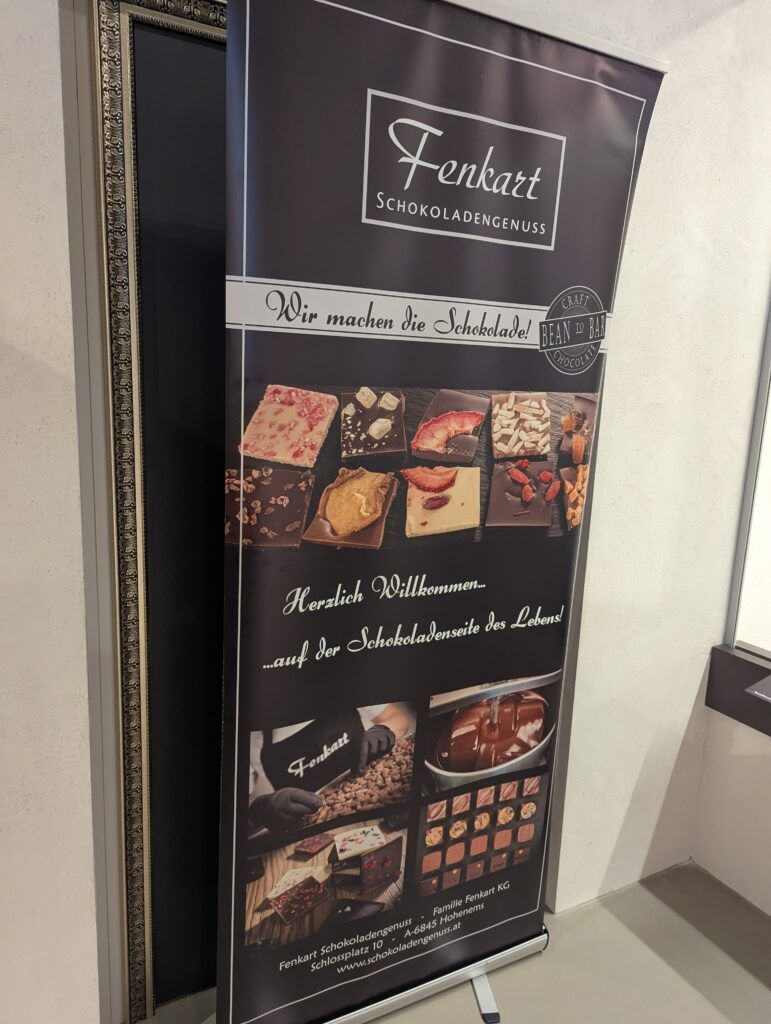 Fenkart
SCHOKOLADENGENUSS
Wir machen die Schokolade!
CRAFT
BEAN TO BAR
CHOCOLATE
Herzlich Willkommen...
...auf der Schokoladenseite des Lebens!
Fenkart
Fenkart Schokoladengenuss - Familie Fenkart KG
Schlossplatz 10 - A-6845 Hohenems
www.schokoladengenuss.at